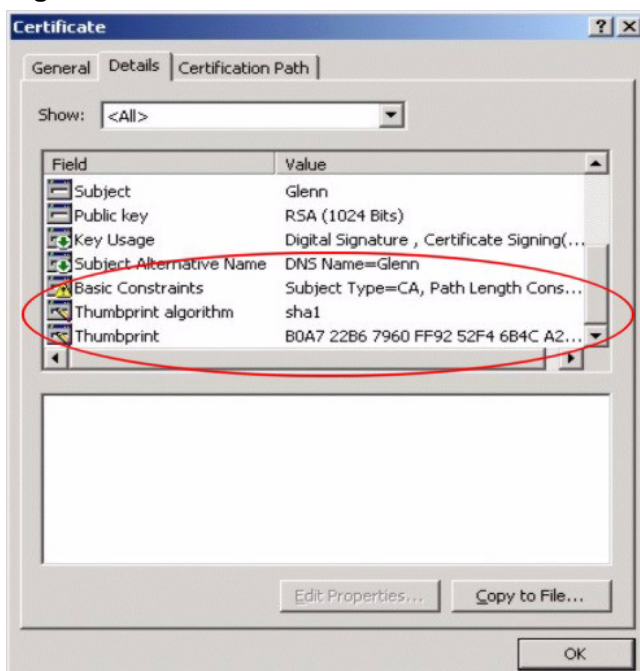 Certificate
General Details Certification Path
Show: <All>
Field Value
Subject Glenn
Public key RSA (1024 Bits)
Key Usage Digital Signature , Certificate Signing(...
Subject Alternative Name DNS Name=Glenn
Basic Constraints Subject Type=CA, Path Length Cons...
Thumbprint algorithm sha1
Thumbprint B0A7 22B6 7960 FF92 52F4 6B4C A2...
Edit Properties... Copy to File...
OK